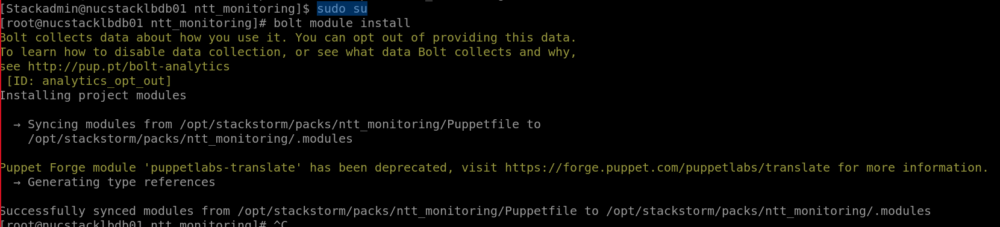 [Stackadmin@nucstacklbdb01 ntt_monitoring]$ sudo su
[root@nucstacklbdb01 ntt_monitoring]# bolt module install
Bolt collects data about how you use it. You can opt out of providing this data.
To learn how to disable data collection, or see what data Bolt collects and why,
see http://pup.pt/bolt-analytics
[ID: analytics_opt_out]
Installing project modules
→ Syncing modules from /opt/stackstorm/packs/ntt_monitoring/Puppetfile to
/opt/stackstorm/packs/ntt_monitoring/.modules
Puppet Forge module 'puppetlabs-translate' has been deprecated, visit https://forge.puppet.com/puppetlabs/translate for more information.
→ Generating type references
Successfully synced modules from /opt/stackstorm/packs/ntt_monitoring/Puppetfile to /opt/stackstorm/packs/ntt_monitoring/.modules
[root@nucstacklbdb01 ntt_monitoring]# ^C